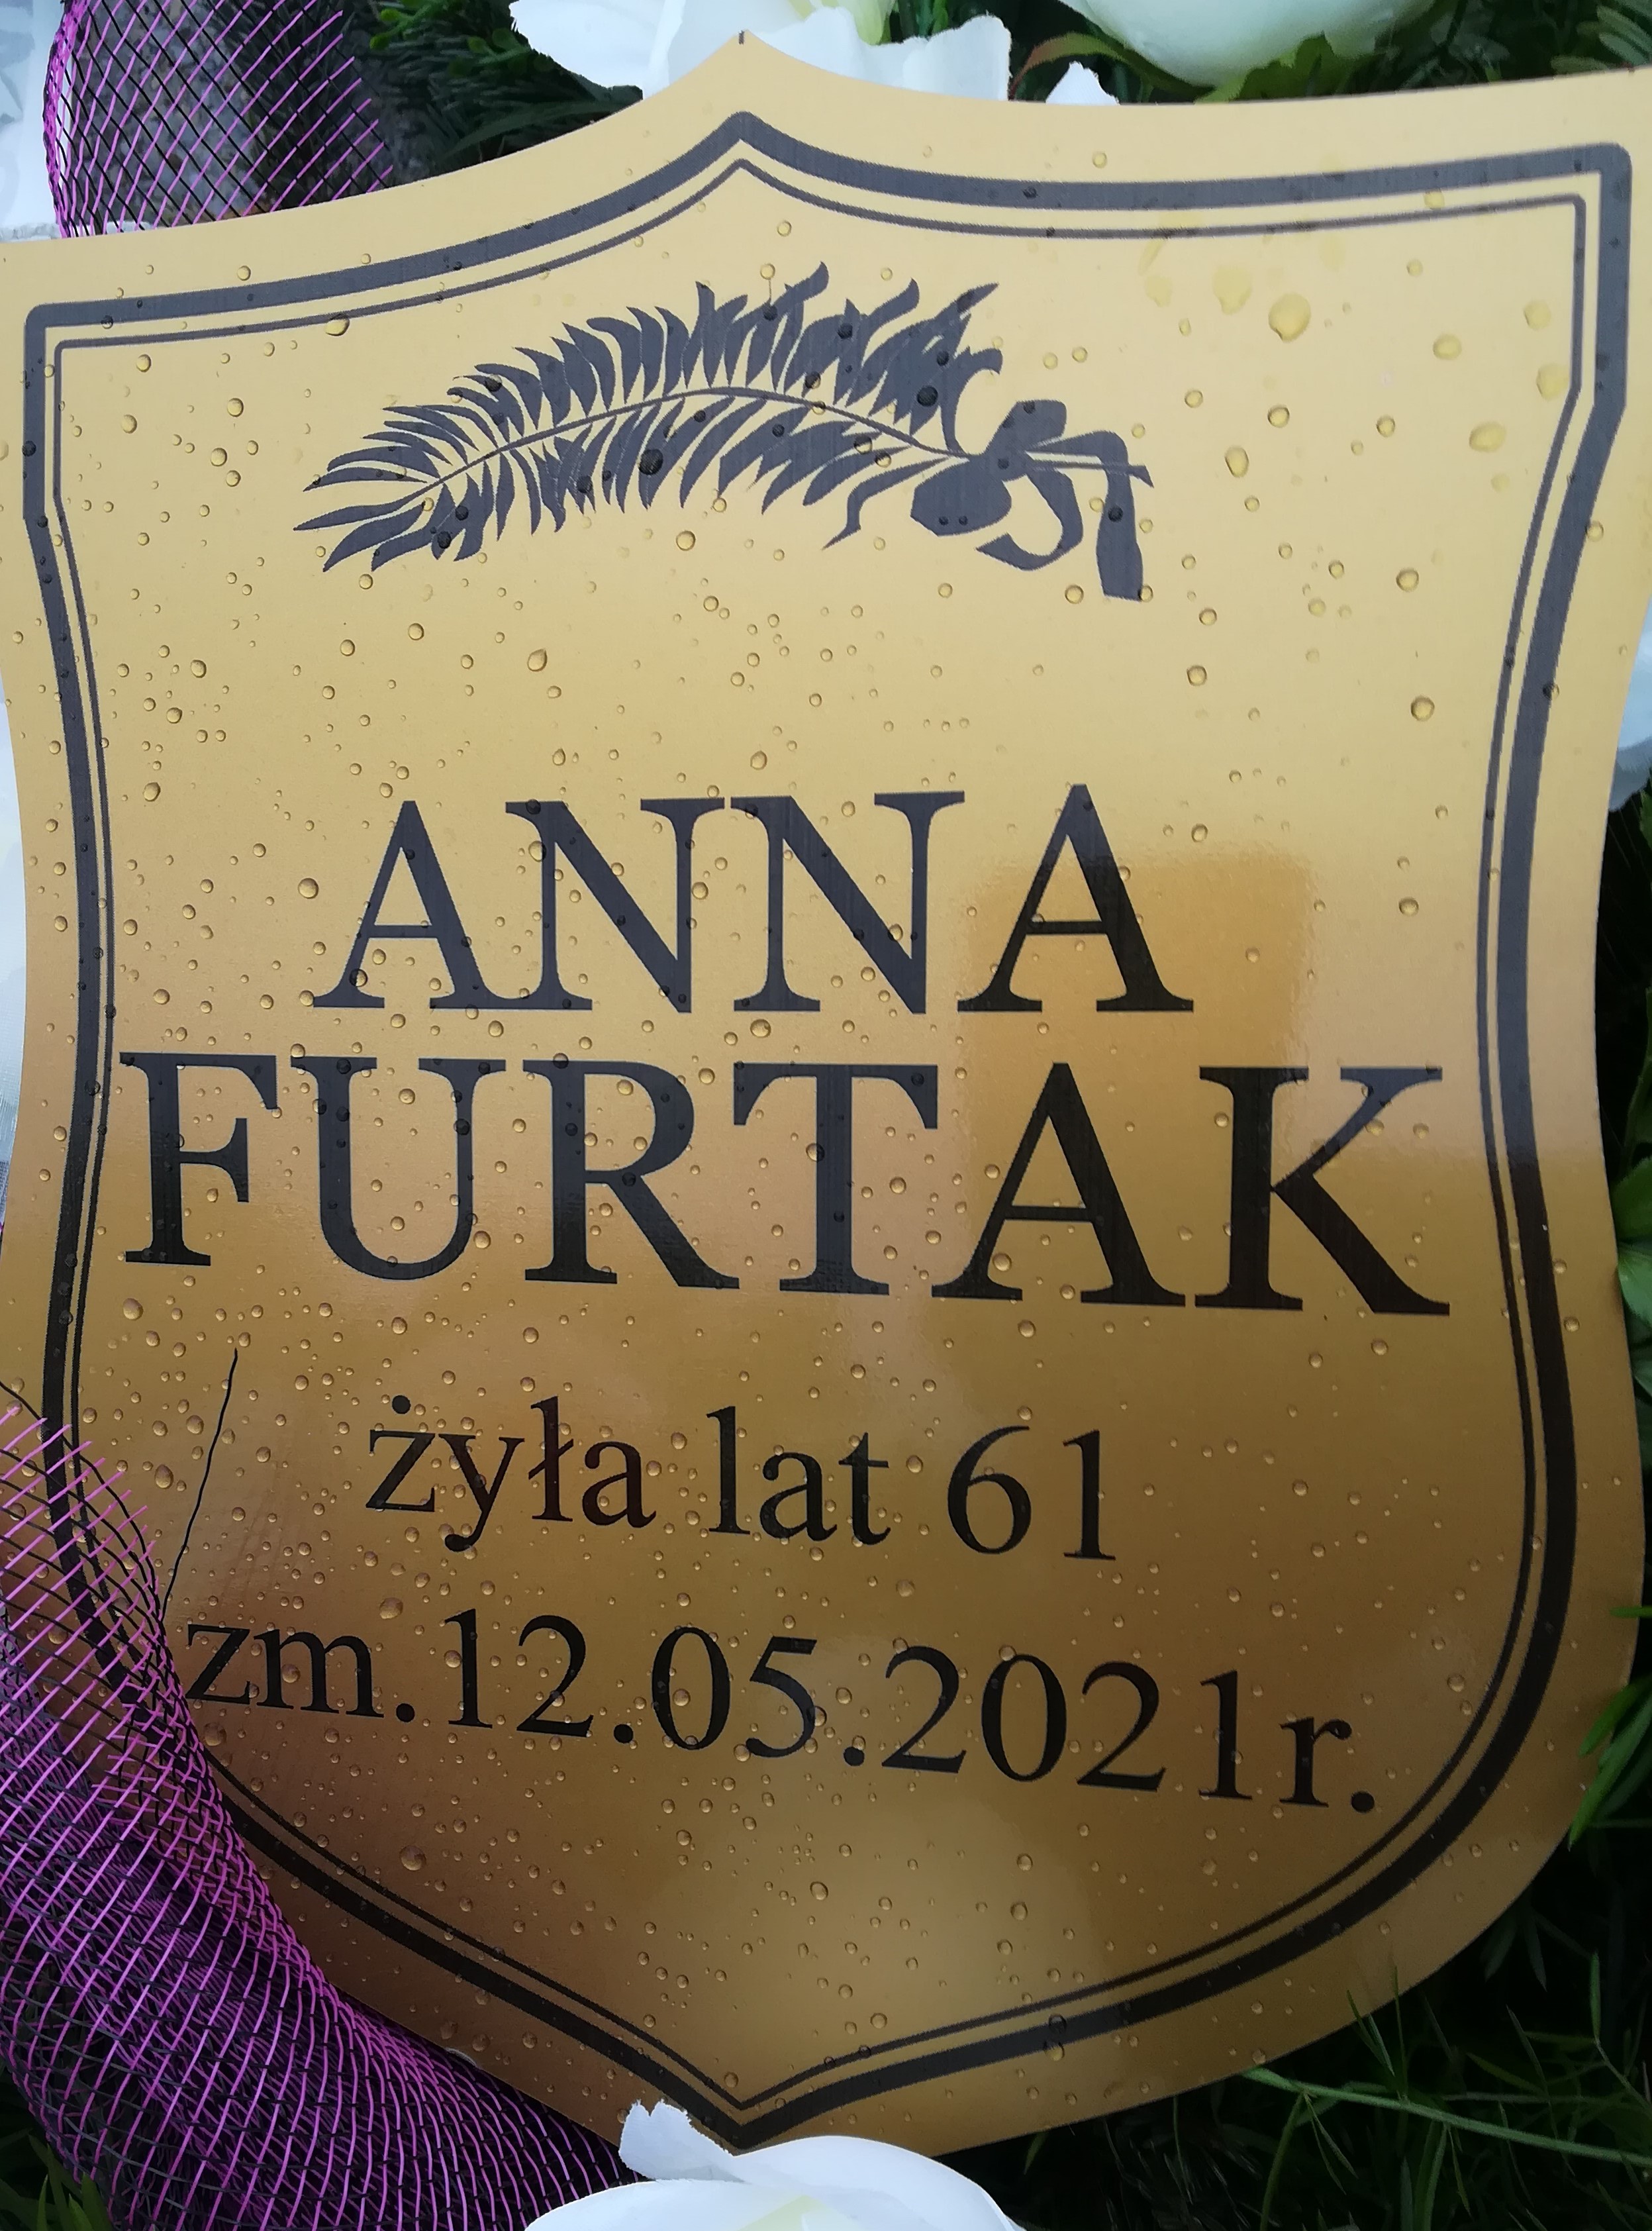 ANNA
FURTAK
żyła lat 61
zm.12.05.2021r.